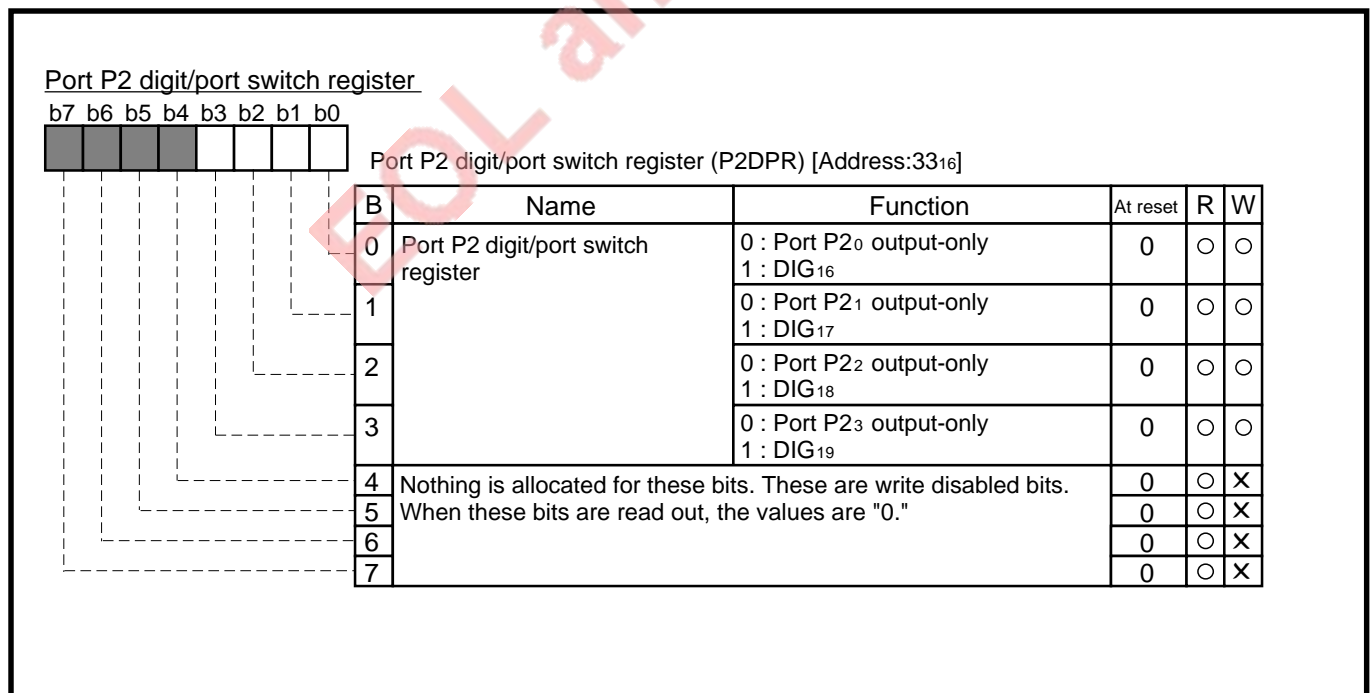 EOL an
Port P2 digit/port switch register
b7 b6 b5 b4 b3 b2 b1 b0
Port P2 digit/port switch register (P2DPR) [Address:33₁₆]
B Name Function At reset R W
0 Port P2 digit/port switch register 0 : Port P2₀ output-only 0 ○ ○
1 : DIG₁₆
1 0 : Port P2₁ output-only 0 ○ ○
1 : DIG₁₇
2 0 : Port P2₂ output-only 0 ○ ○
1 : DIG₁₈
3 0 : Port P2₃ output-only 0 ○ ○
1 : DIG₁₉
4 Nothing is allocated for these bits. These are write disabled bits. 0 ○ ×
5 When these bits are read out, the values are "0." 0 ○ ×
6 0 ○ ×
7 0 ○ ×